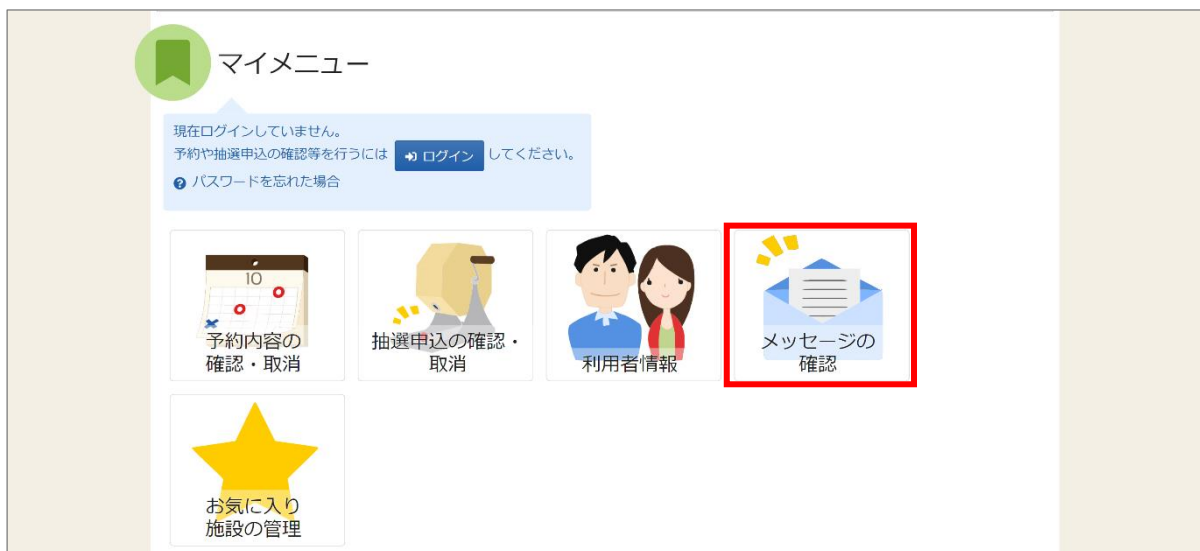 マイメニュー
現在ログインしていません。
予約や抽選申込の確認等を行うには ログイン してください。
パスワードを忘れた場合
10
予約内容の
確認・取消
抽選申込の確認・
取消
利用者情報
メッセージの
確認
お気に入り
施設の管理